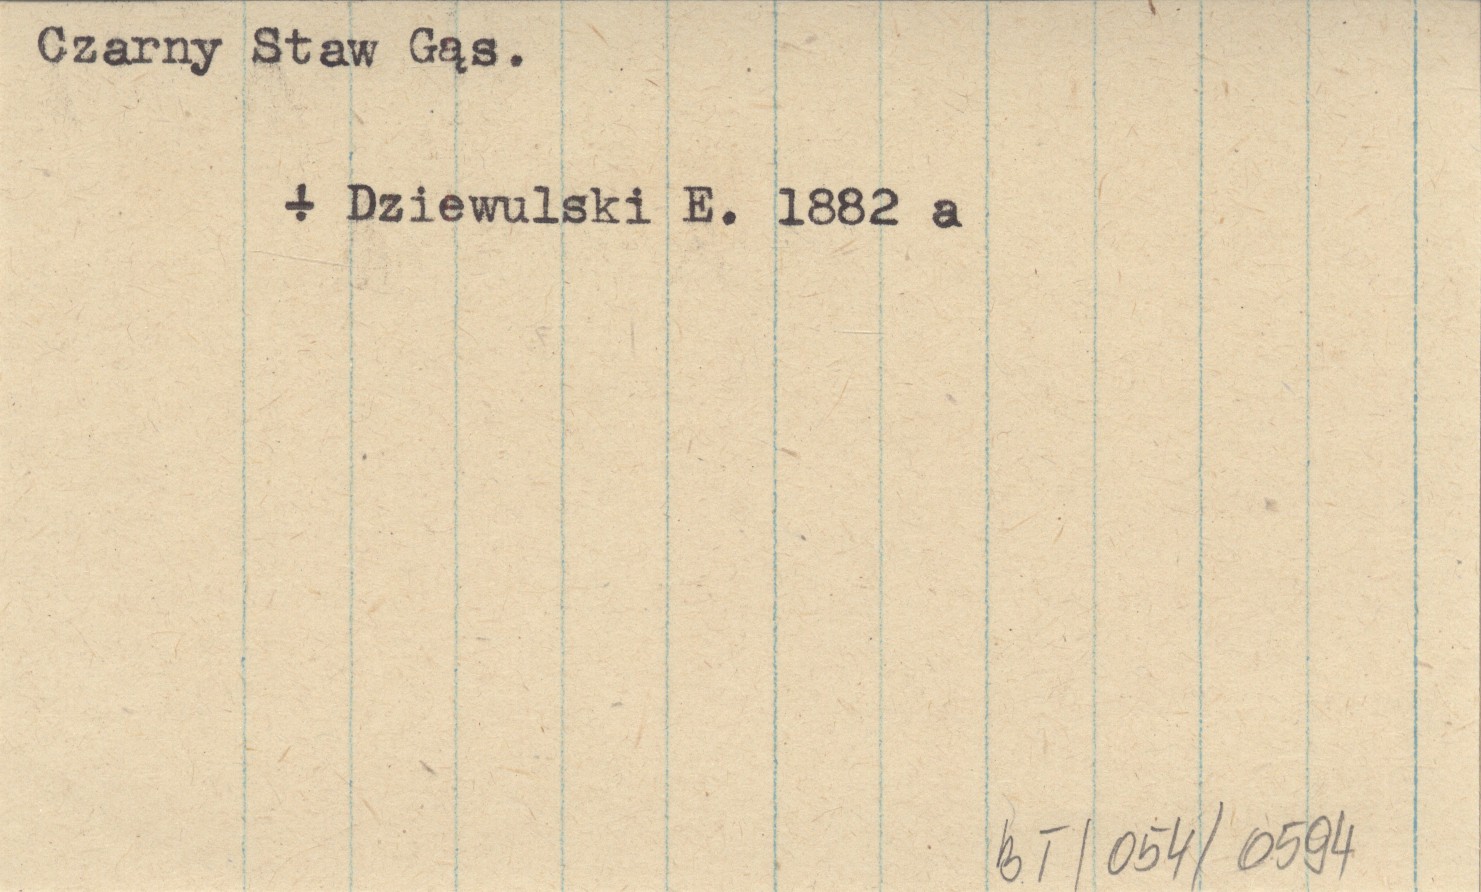 Czarny Staw Gąs.
÷ Dziewulski E. 1882 a
BT/054/0594